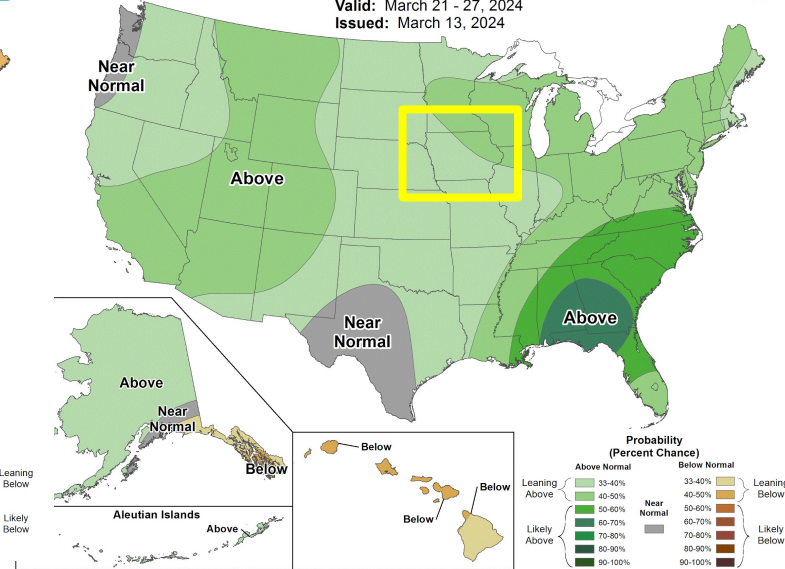 Valid: March 21 - 27, 2024
Issued: March 13, 2024
Near
Normal
Above
Near
Normal
Above
Above
Near
Normal
Below
Aleutian Islands
Above
Below
Below
Below
Probability
(Percent Chance)
Above Normal
Below Normal
Leaning
Above
33-40%
40-50%
Likely
Above
50-60%
60-70%
70-80%
80-90%
90-100%
Near
Normal
33-40%
40-50%
50-60%
60-70%
70-80%
80-90%
90-100%
Leaning
Below
Likely
Below
Leaning
Below
Likely
Below